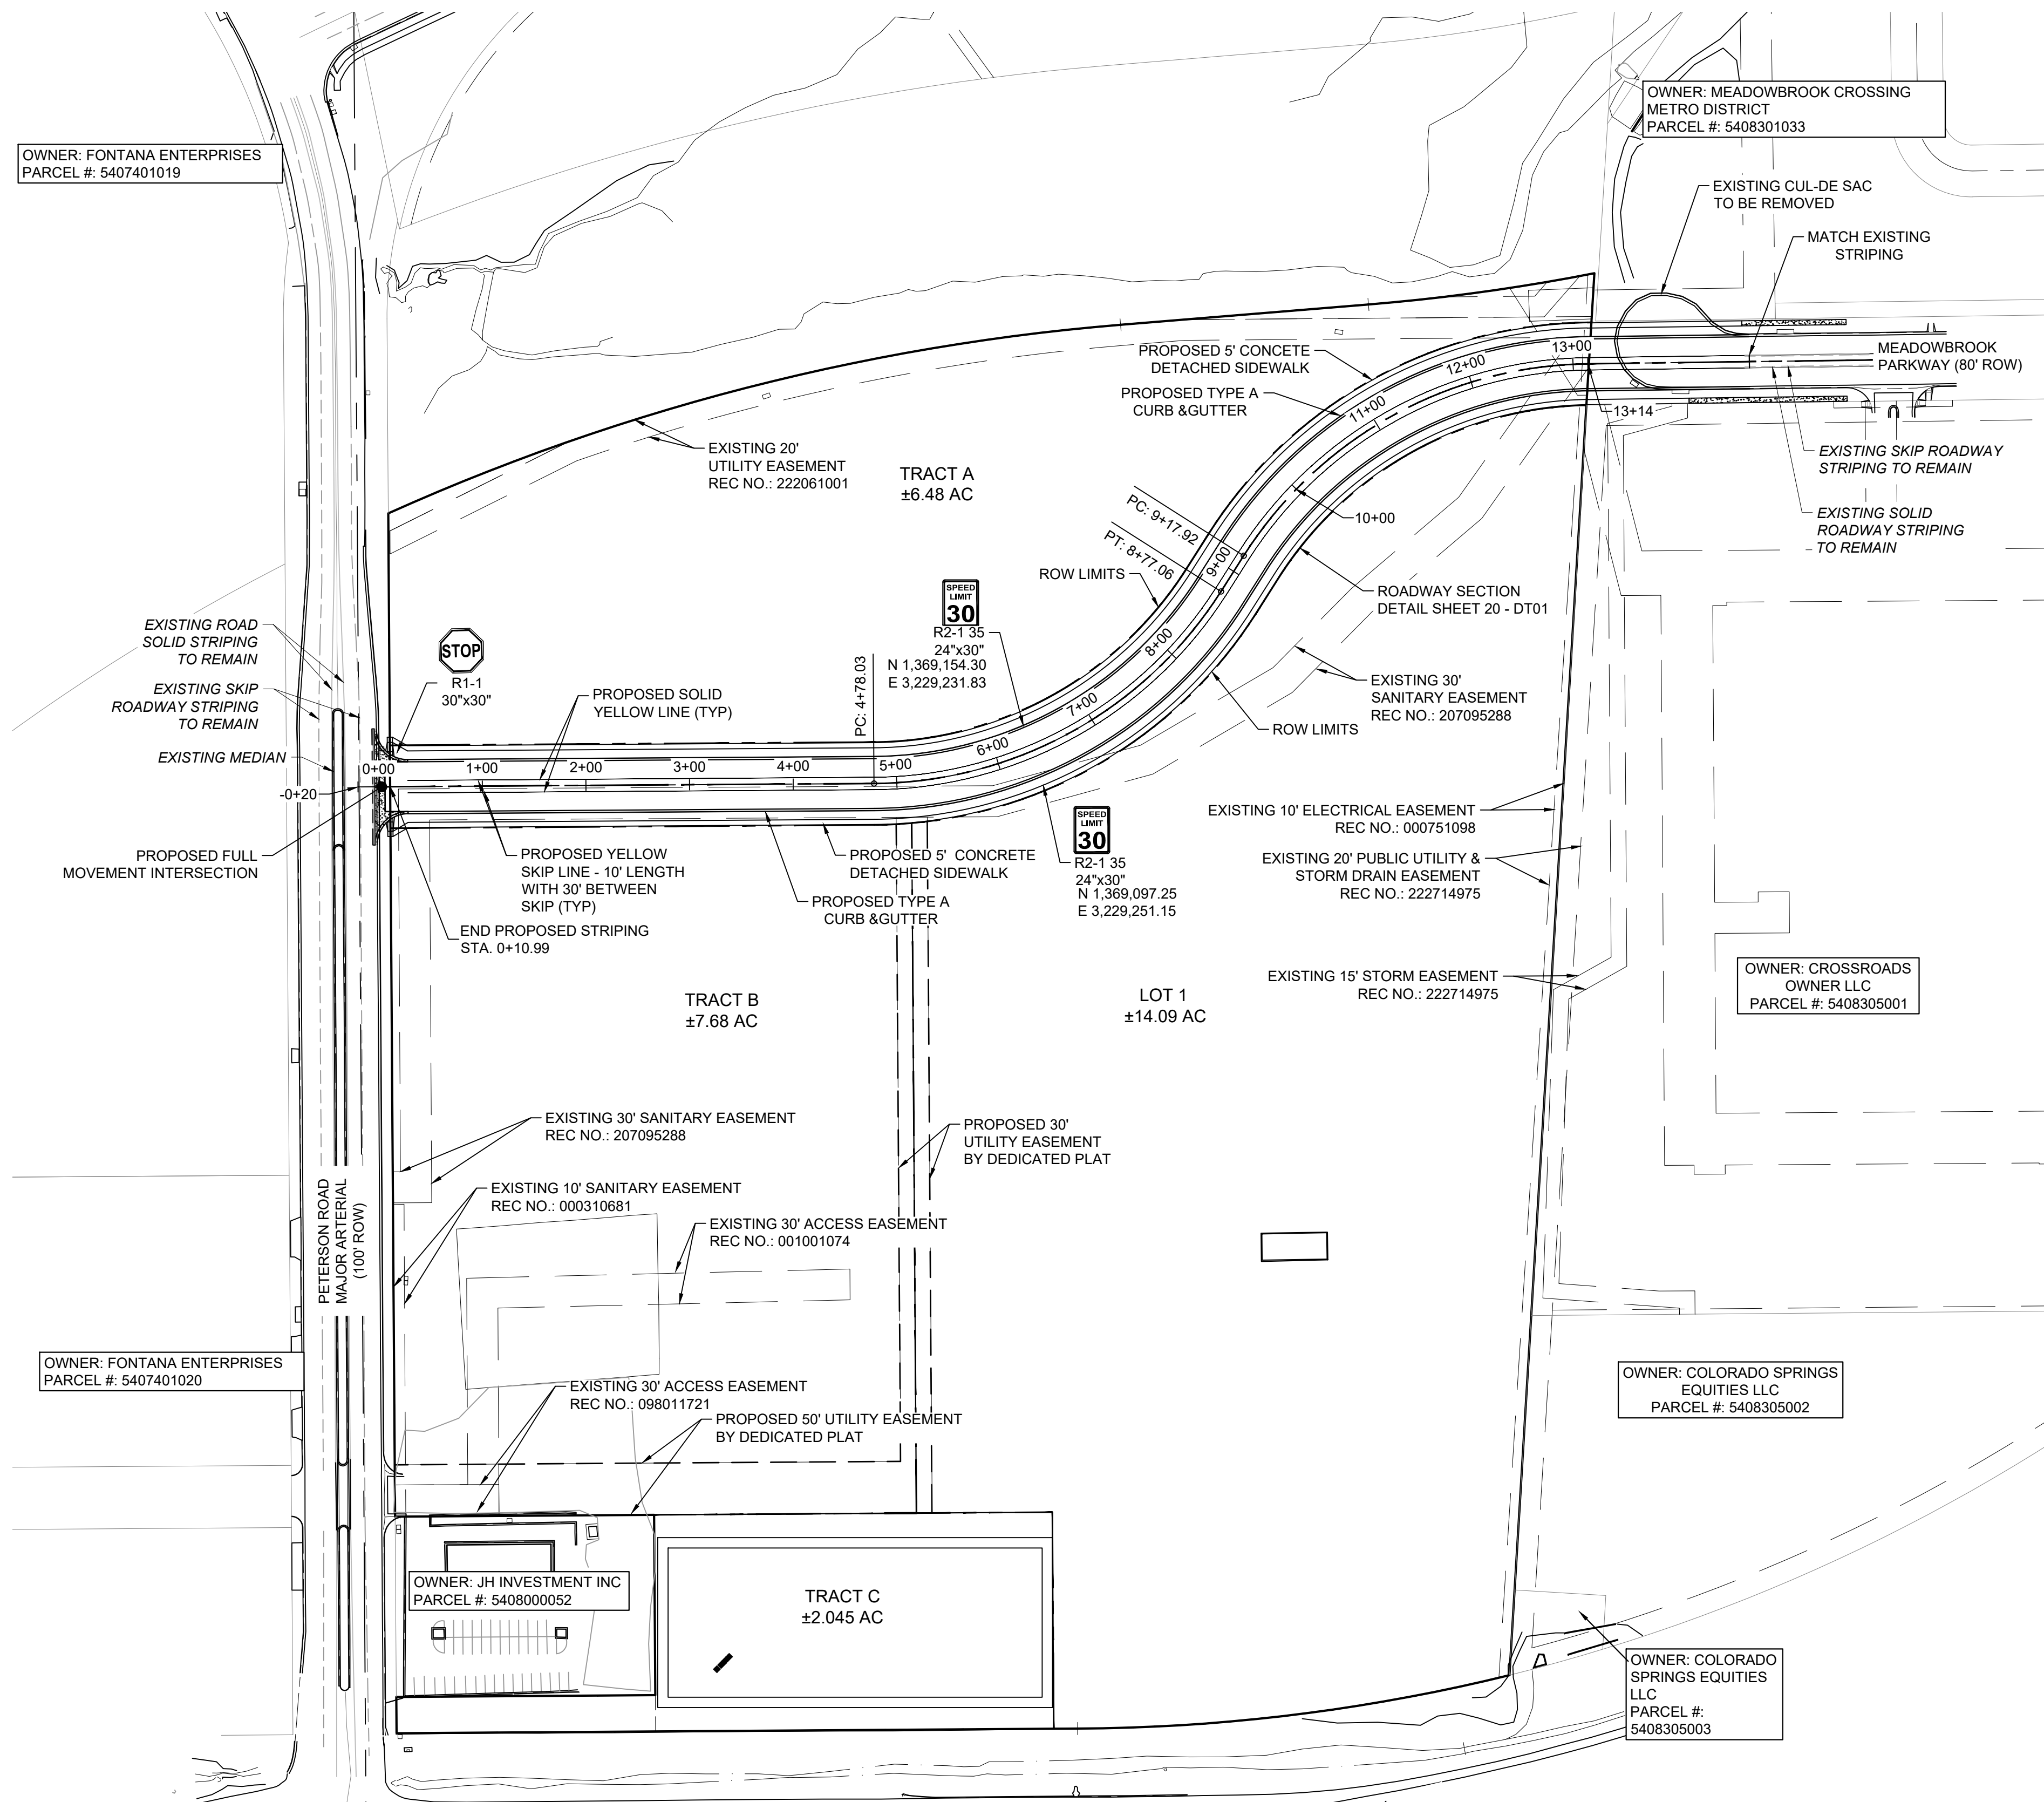 OWNER: MEADOWBROOK CROSSING
METRO DISTRICT
PARCEL #: 5408301033
OWNER: FONTANA ENTERPRISES
PARCEL #: 5407401019
EXISTING CUL-DE SAC
TO BE REMOVED
MATCH EXISTING
STRIPING
MEADOWBROOK
PARKWAY (80' ROW)
PROPOSED 5' CONCETE
DETACHED SIDEWALK
PROPOSED TYPE A
CURB &GUTTER
13+00
12+00
11+00
13+14
EXISTING SKIP ROADWAY
STRIPING TO REMAIN
EXISTING SOLID
ROADWAY STRIPING
TO REMAIN
EXISTING 20'
UTILITY EASEMENT
REC NO.: 222061001
TRACT A
±6.48 AC
PC: 9+17.92
PT: 8+77.06
10+00
9+00
ROW LIMITS
ROADWAY SECTION
DETAIL SHEET 20 - DT01
SPEED
LIMIT
30
R2-1 35
24"x30"
N 1,369,154.30
E 3,229,231.83
EXISTING ROAD
SOLID STRIPING
TO REMAIN
STOP
R1-1
30"x30"
EXISTING SKIP
ROADWAY STRIPING
TO REMAIN
PROPOSED SOLID
YELLOW LINE (TYP)
PC: 4+78.03
8+00
7+00
6+00
EXISTING 30'
SANITARY EASEMENT
REC NO.: 207095288
ROW LIMITS
EXISTING MEDIAN
0+00
1+00
2+00
3+00
4+00
5+00
-0+20
PROPOSED FULL
MOVEMENT INTERSECTION
PROPOSED YELLOW
SKIP LINE - 10' LENGTH
WITH 30' BETWEEN
SKIP (TYP)
END PROPOSED STRIPING
STA. 0+10.99
PROPOSED 5'  CONCRETE
DETACHED SIDEWALK
PROPOSED TYPE A
CURB &GUTTER
SPEED
LIMIT
30
R2-1 35
24"x30"
N 1,369,097.25
E 3,229,251.15
EXISTING 10' ELECTRICAL EASEMENT
REC NO.: 000751098
EXISTING 20' PUBLIC UTILITY &
STORM DRAIN EASEMENT
REC NO.: 222714975
EXISTING 15' STORM EASEMENT
REC NO.: 222714975
OWNER: CROSSROADS
OWNER LLC
PARCEL #: 5408305001
TRACT B
±7.68 AC
LOT 1
±14.09 AC
EXISTING 30' SANITARY EASEMENT
REC NO.: 207095288
PROPOSED 30'
UTILITY EASEMENT
BY DEDICATED PLAT
EXISTING 10' SANITARY EASEMENT
REC NO.: 000310681
EXISTING 30' ACCESS EASEMENT
REC NO.: 001001074
PETERSON ROAD
MAJOR ARTERIAL
(100' ROW)
OWNER: FONTANA ENTERPRISES
PARCEL #: 5407401020
EXISTING 30' ACCESS EASEMENT
REC NO.: 098011721
PROPOSED 50' UTILITY EASEMENT
BY DEDICATED PLAT
OWNER: COLORADO SPRINGS
EQUITIES LLC
PARCEL #: 5408305002
OWNER: JH INVESTMENT INC
PARCEL #: 5408000052
TRACT C
±2.045 AC
OWNER: COLORADO
SPRINGS EQUITIES
LLC
PARCEL #:
5408305003